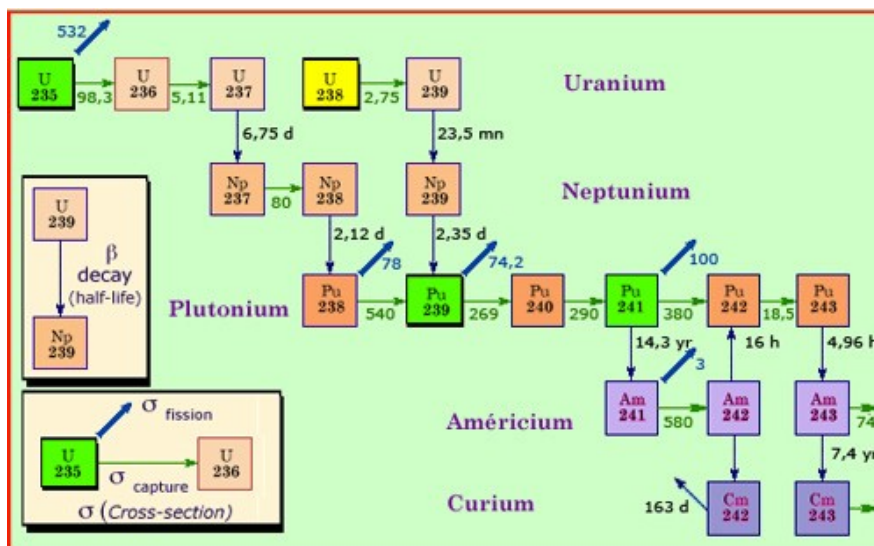 532
U
235
98,3
U
236
5,11
U
237
U
238
2,75
U
239
Uranium
6,75 d
23,5 mn
Np
237
80
Np
238
Np
239
Neptunium
2,12 d
2,35 d
U
239
β
decay
(half-life)
Np
239
Plutonium
78
74,2
100
Pu
238
540
Pu
239
269
Pu
240
290
Pu
241
380
Pu
242
18,5
Pu
243
14,3 yr
16 h
4,96 h
3
Américium
Am
241
580
Am
242
Am
243
74
7,4 yr
Curium
163 d
Cm
242
Cm
243
σ fission
U
235
U
236
σ capture
σ (Cross-section)